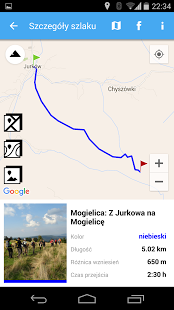 22:34
Szczegóły szlaku
Jurków
Chyszówki
Google
Mogielica: Z Jurkowa na
Mogielicę
Kolor niebieski
Długość 5.02 km
Różnica wzniesień 650 m
Czas przejścia 2:30 h